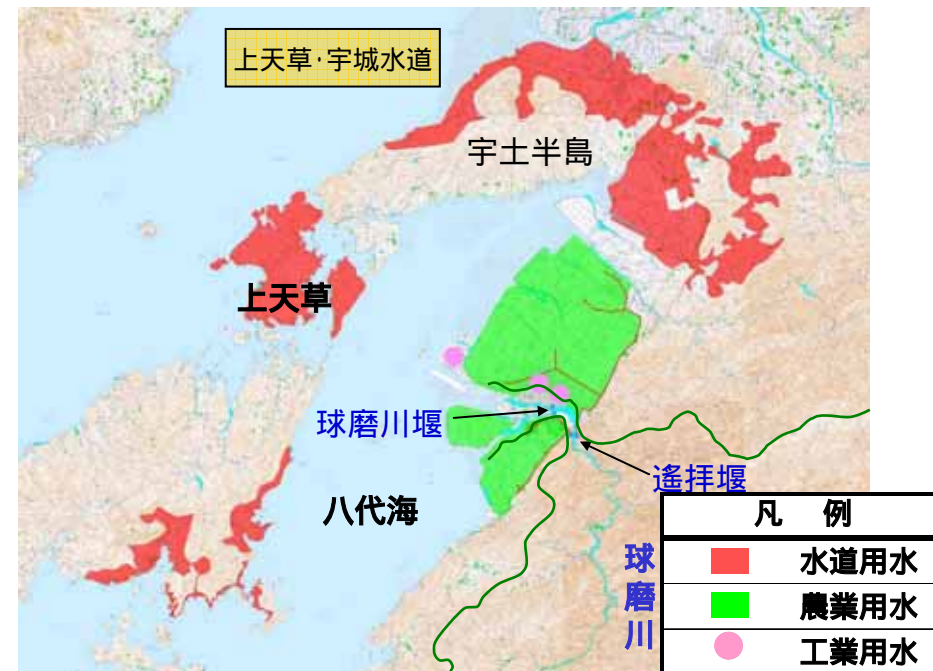 上天草・宇城水道
宇土半島
上天草
球磨川堰
遙拝堰
八代海
球磨川
凡 例
水道用水
農業用水
工業用水